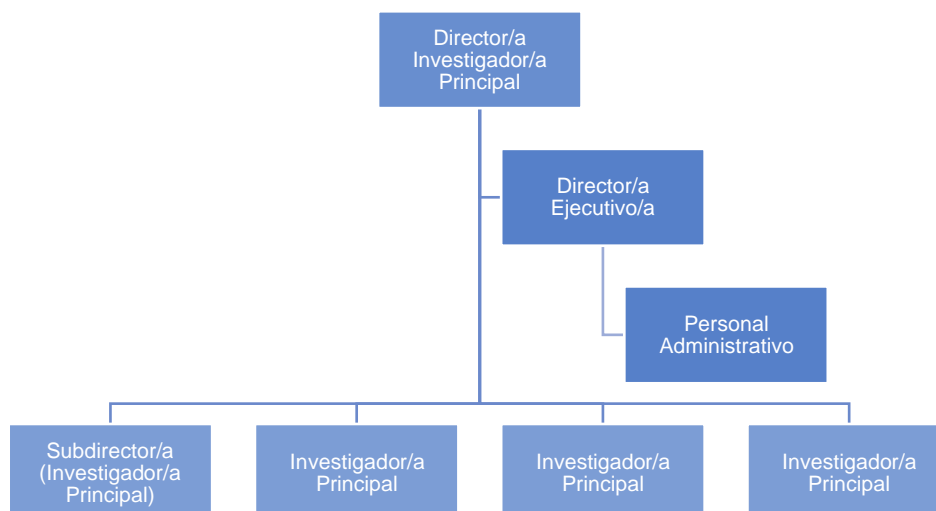 Director/a
Investigador/a
Principal
Director/a
Ejecutivo/a
Personal
Administrativo
Subdirector/a
(Investigador/a
Principal)
Investigador/a
Principal
Investigador/a
Principal
Investigador/a
Principal